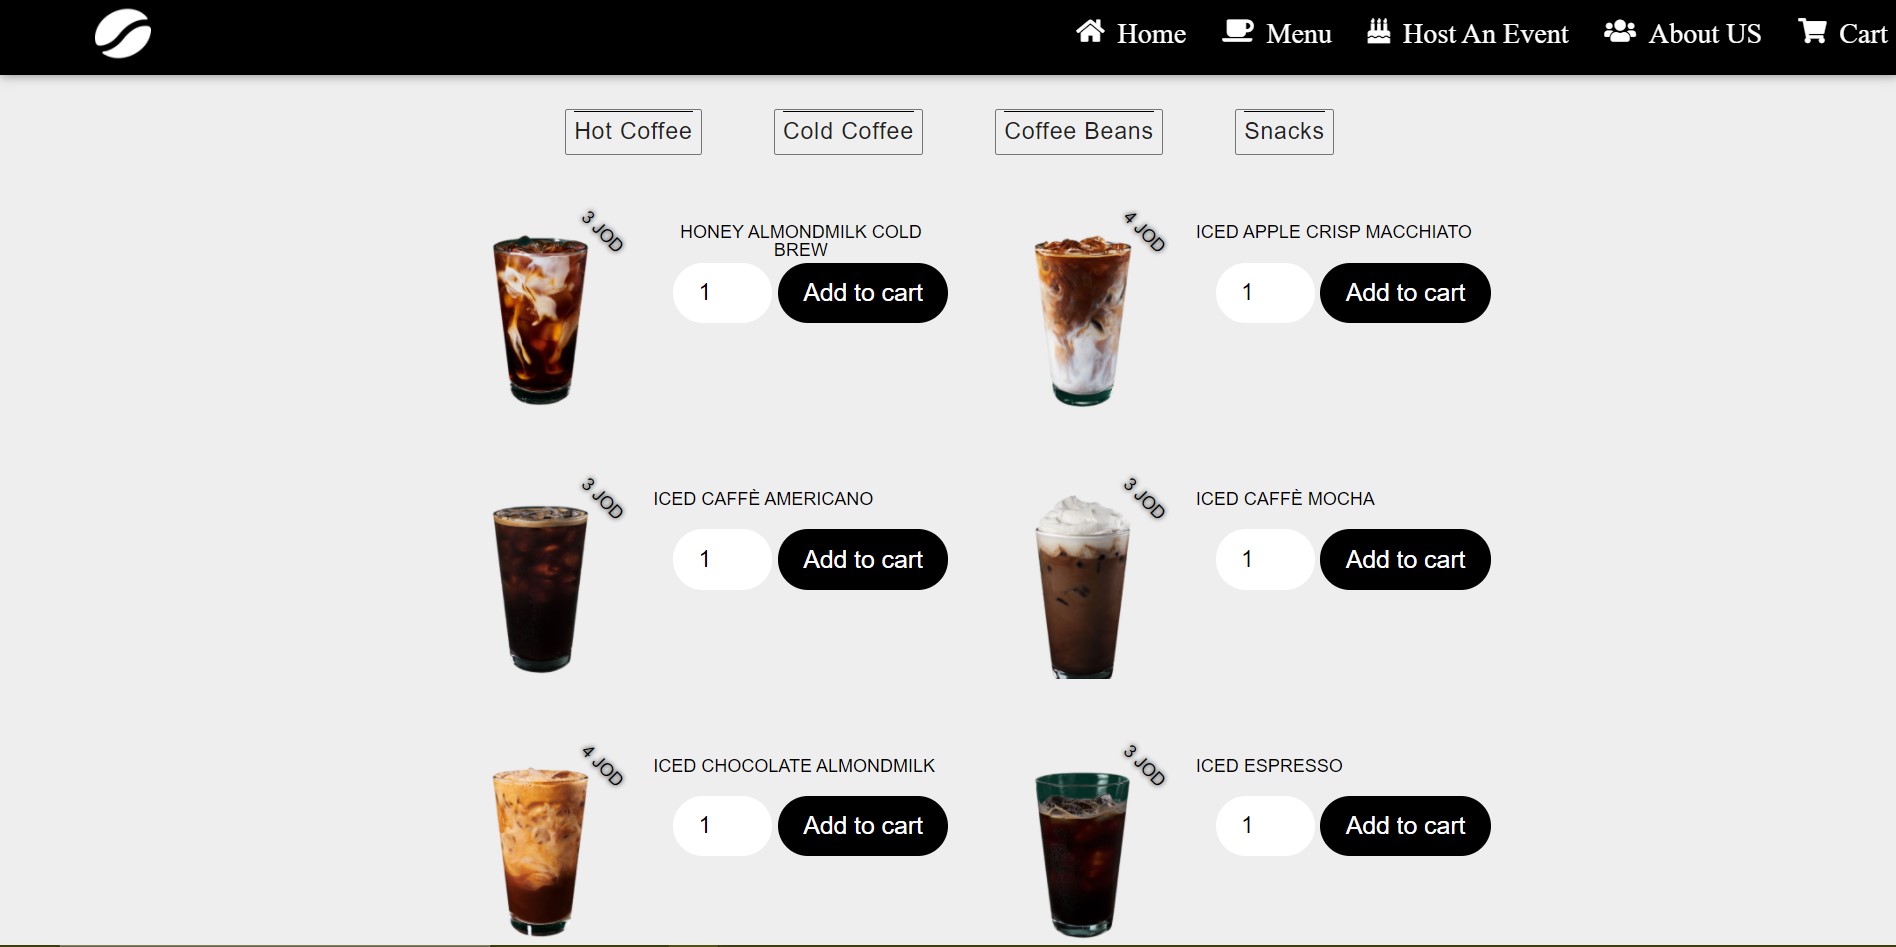 Home Menu Host An Event About US Cart
Hot Coffee Cold Coffee Coffee Beans Snacks
3 JOD
HONEY ALMONDMILK COLD
BREW
1 Add to cart
4 JOD
ICED APPLE CRISP MACCHIATO
1 Add to cart
3 JOD
ICED CAFFÈ AMERICANO
1 Add to cart
3 JOD
ICED CAFFÈ MOCHA
1 Add to cart
4 JOD
ICED CHOCOLATE ALMONDMILK
1 Add to cart
3 JOD
ICED ESPRESSO
1 Add to cart